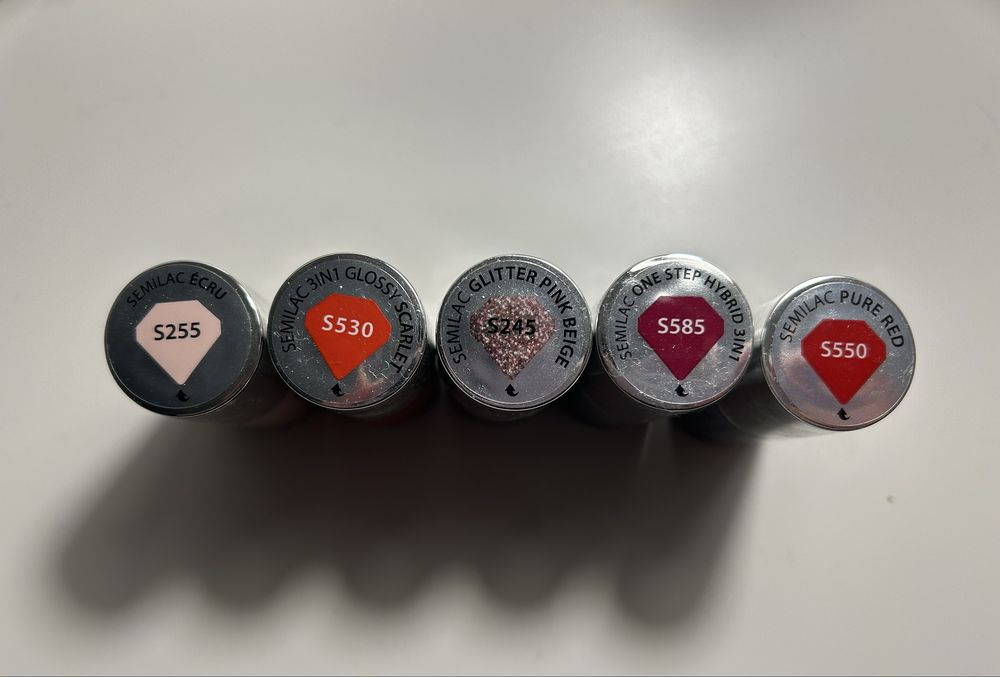 SEMILAC ÉCRU
S255
SEMILAC 3IN1 GLOSSY SCARLET
S530
SEMILAC GLITTER PINK BEIGE
S245
SEMILAC ONE STEP HYBRID 3IN1
S585
SEMILAC PURE RED
S550